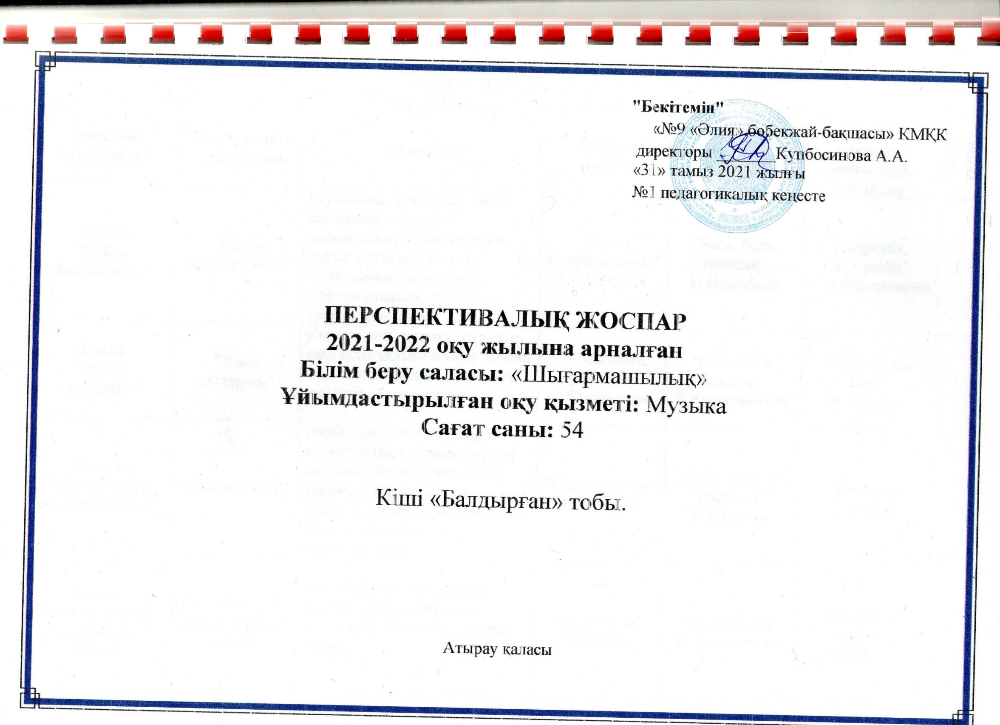 "Бекітемін"
«№9 «Әлия» бөбекжай-бақшасы» КМҚК
директоры ________ Купбосинова А.А.
«31» тамыз 2021 жылғы
№1 педагогикалық кеңесте
ПЕРСПЕКТИВАЛЫҚ ЖОСПАР
2021-2022 оқу жылына арналған
Білім беру саласы: «Шығармашылық»
Ұйымдастырылған оқу қызметі: Музыка
Сағат саны: 54
Кіші «Балдырған» тобы.
Атырау қаласы